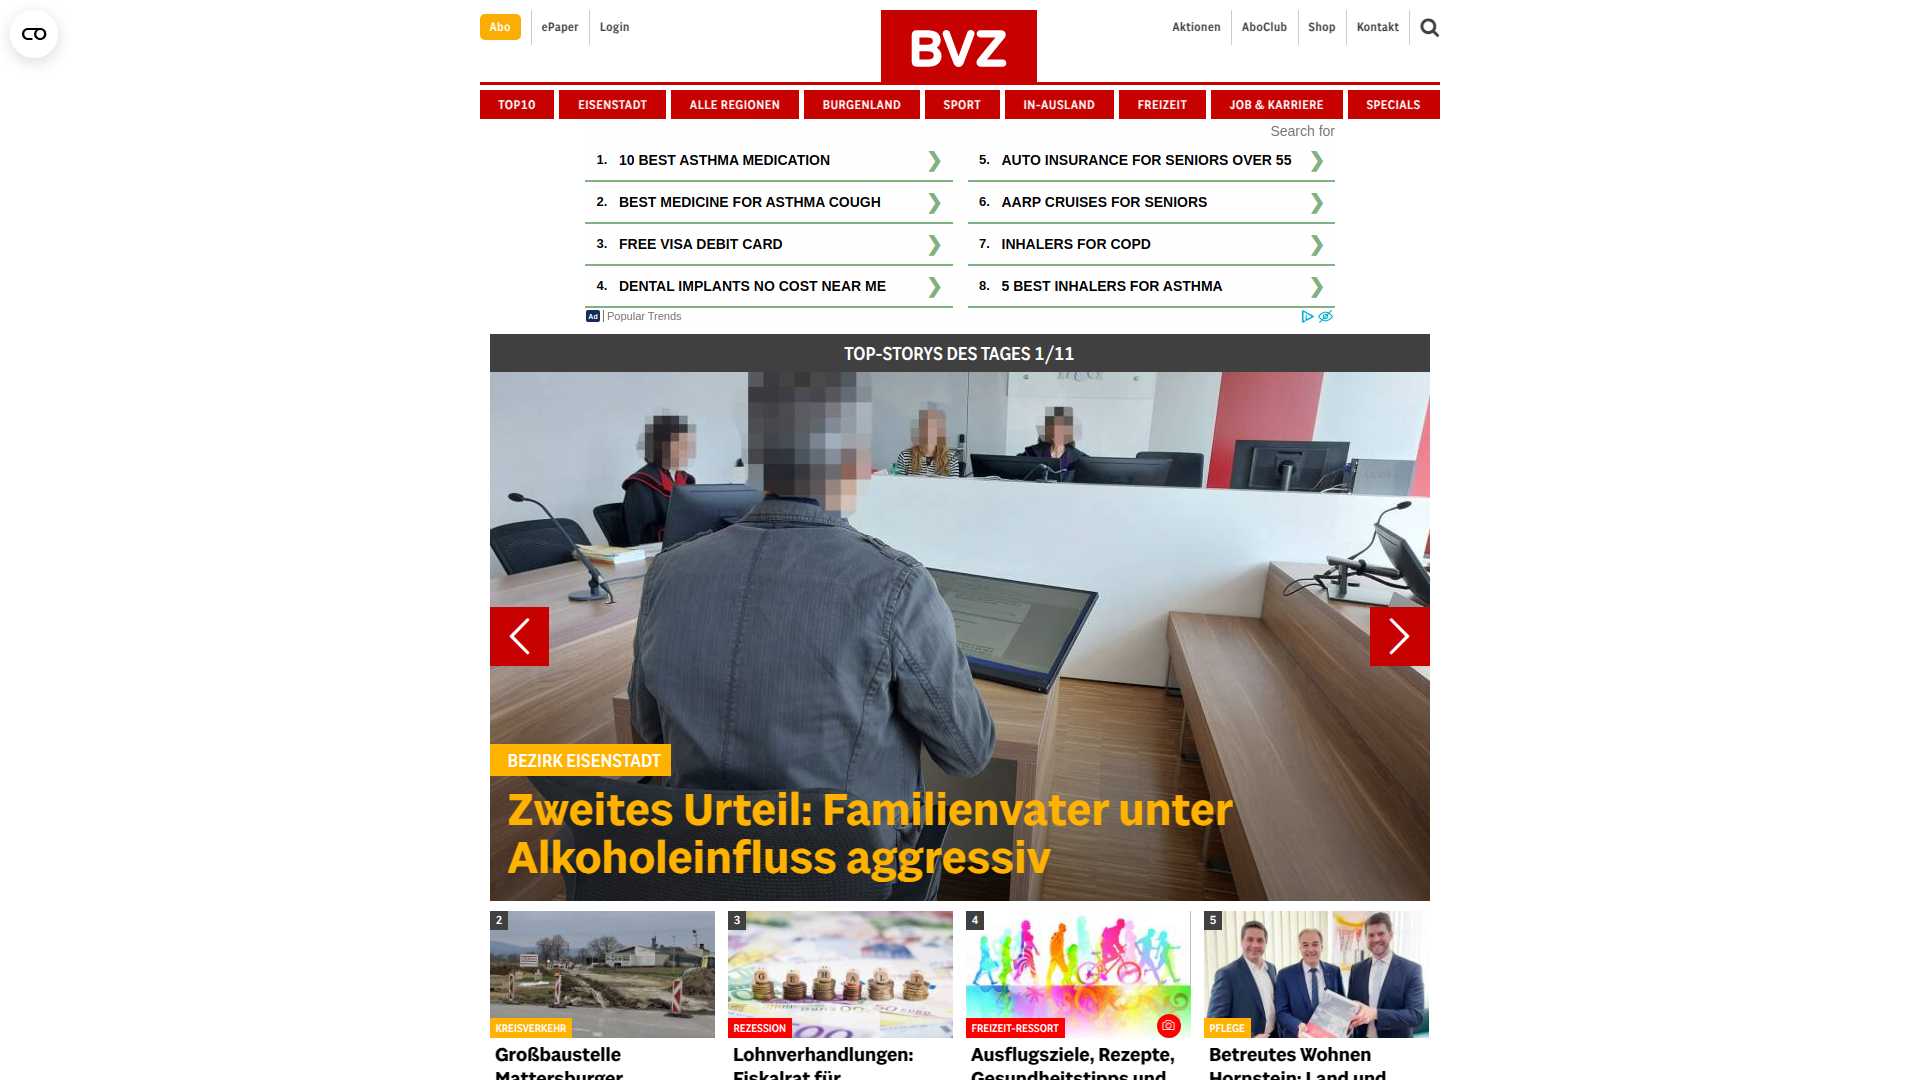 Abo
ePaper
Login
BVZ
Aktionen
AboClub
Shop
Kontakt
TOP10
EISENSTADT
ALLE REGIONEN
BURGENLAND
SPORT
IN-AUSLAND
FREIZEIT
JOB & KARRIERE
SPECIALS
Search for
1. 10 BEST ASTHMA MEDICATION
2. BEST MEDICINE FOR ASTHMA COUGH
3. FREE VISA DEBIT CARD
4. DENTAL IMPLANTS NO COST NEAR ME
5. AUTO INSURANCE FOR SENIORS OVER 55
6. AARP CRUISES FOR SENIORS
7. INHALERS FOR COPD
8. 5 BEST INHALERS FOR ASTHMA
Ad | Popular Trends
TOP-STORYS DES TAGES 1/11
BEZIRK EISENSTADT
Zweites Urteil: Familienvater unter
Alkoholeinfluss aggressiv
2
KREISVERKEHR
Großbaustelle
Mattersburger
3
GEHALT
REZESSION
Lohnverhandlungen:
Fiskalrat für
4
FREIZEIT-RESSORT
Ausflugsziele, Rezepte,
Gesundheitstipps und
5
PFLEGE
Betreutes Wohnen
Hornstein: Land und